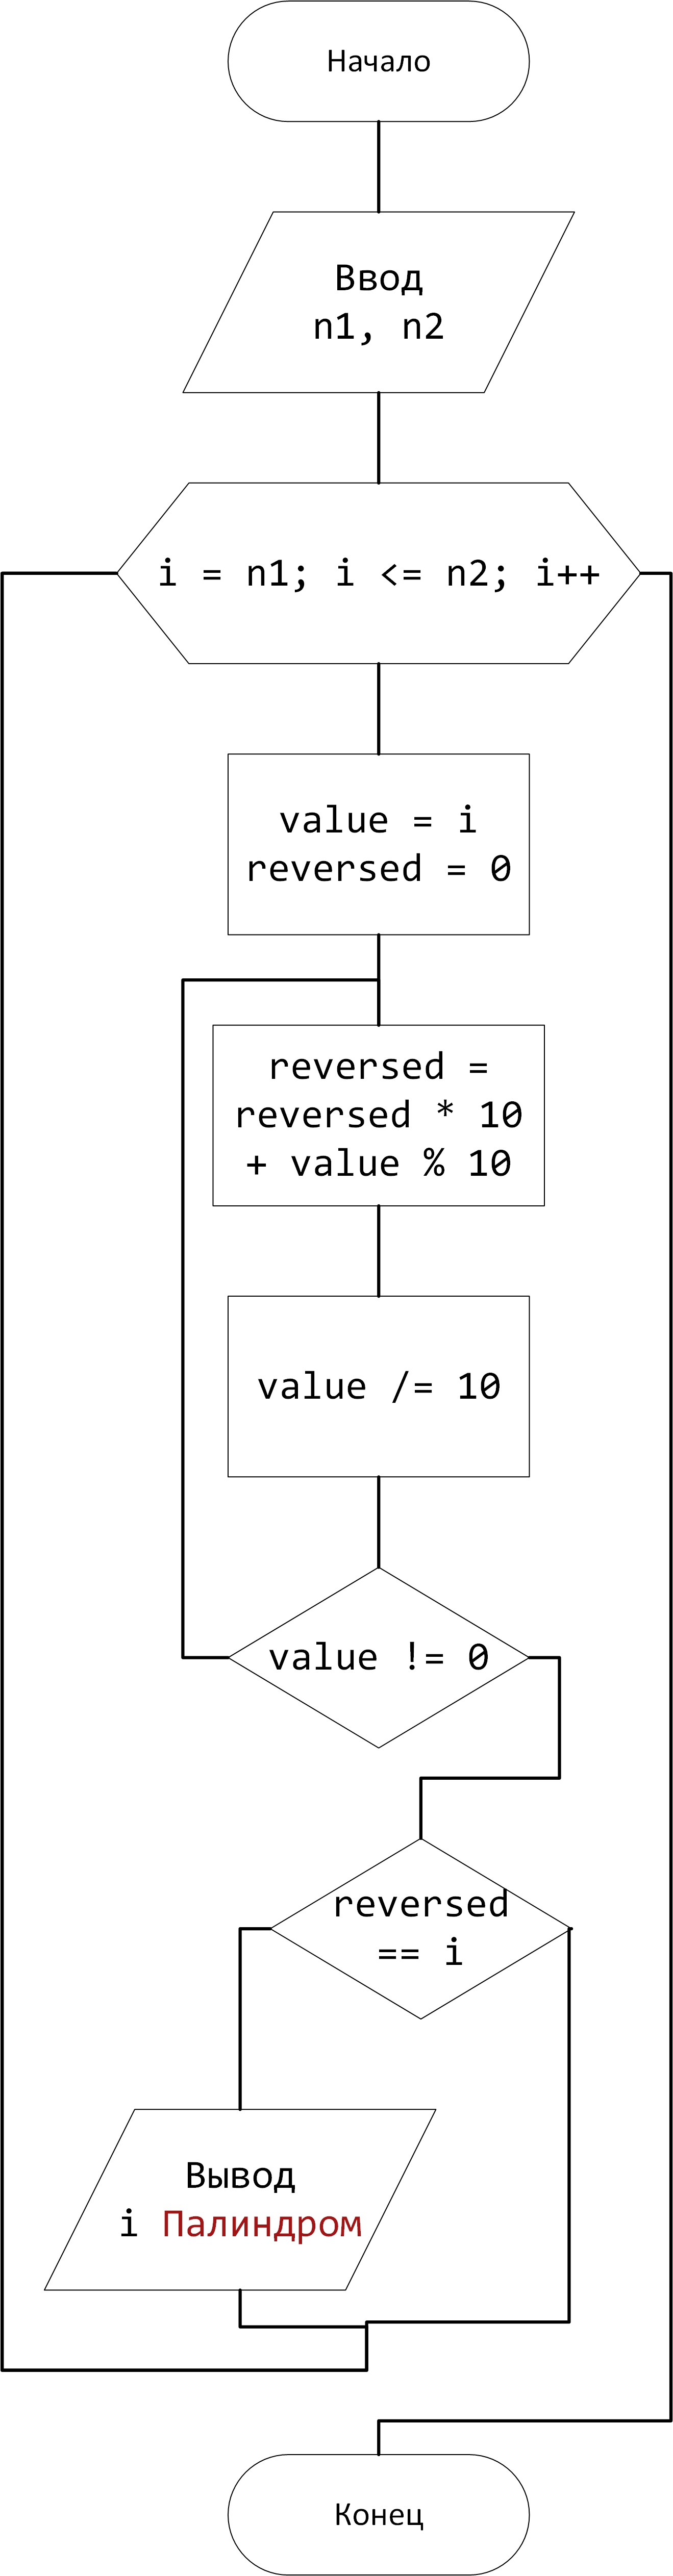 Начало
Ввод
n1, n2
i = n1; i <= n2; i++
value = i
reversed = 0
reversed =
reversed * 10
+ value % 10
value /= 10
value != 0
reversed
== i
Вывод
i Палиндром
Конец